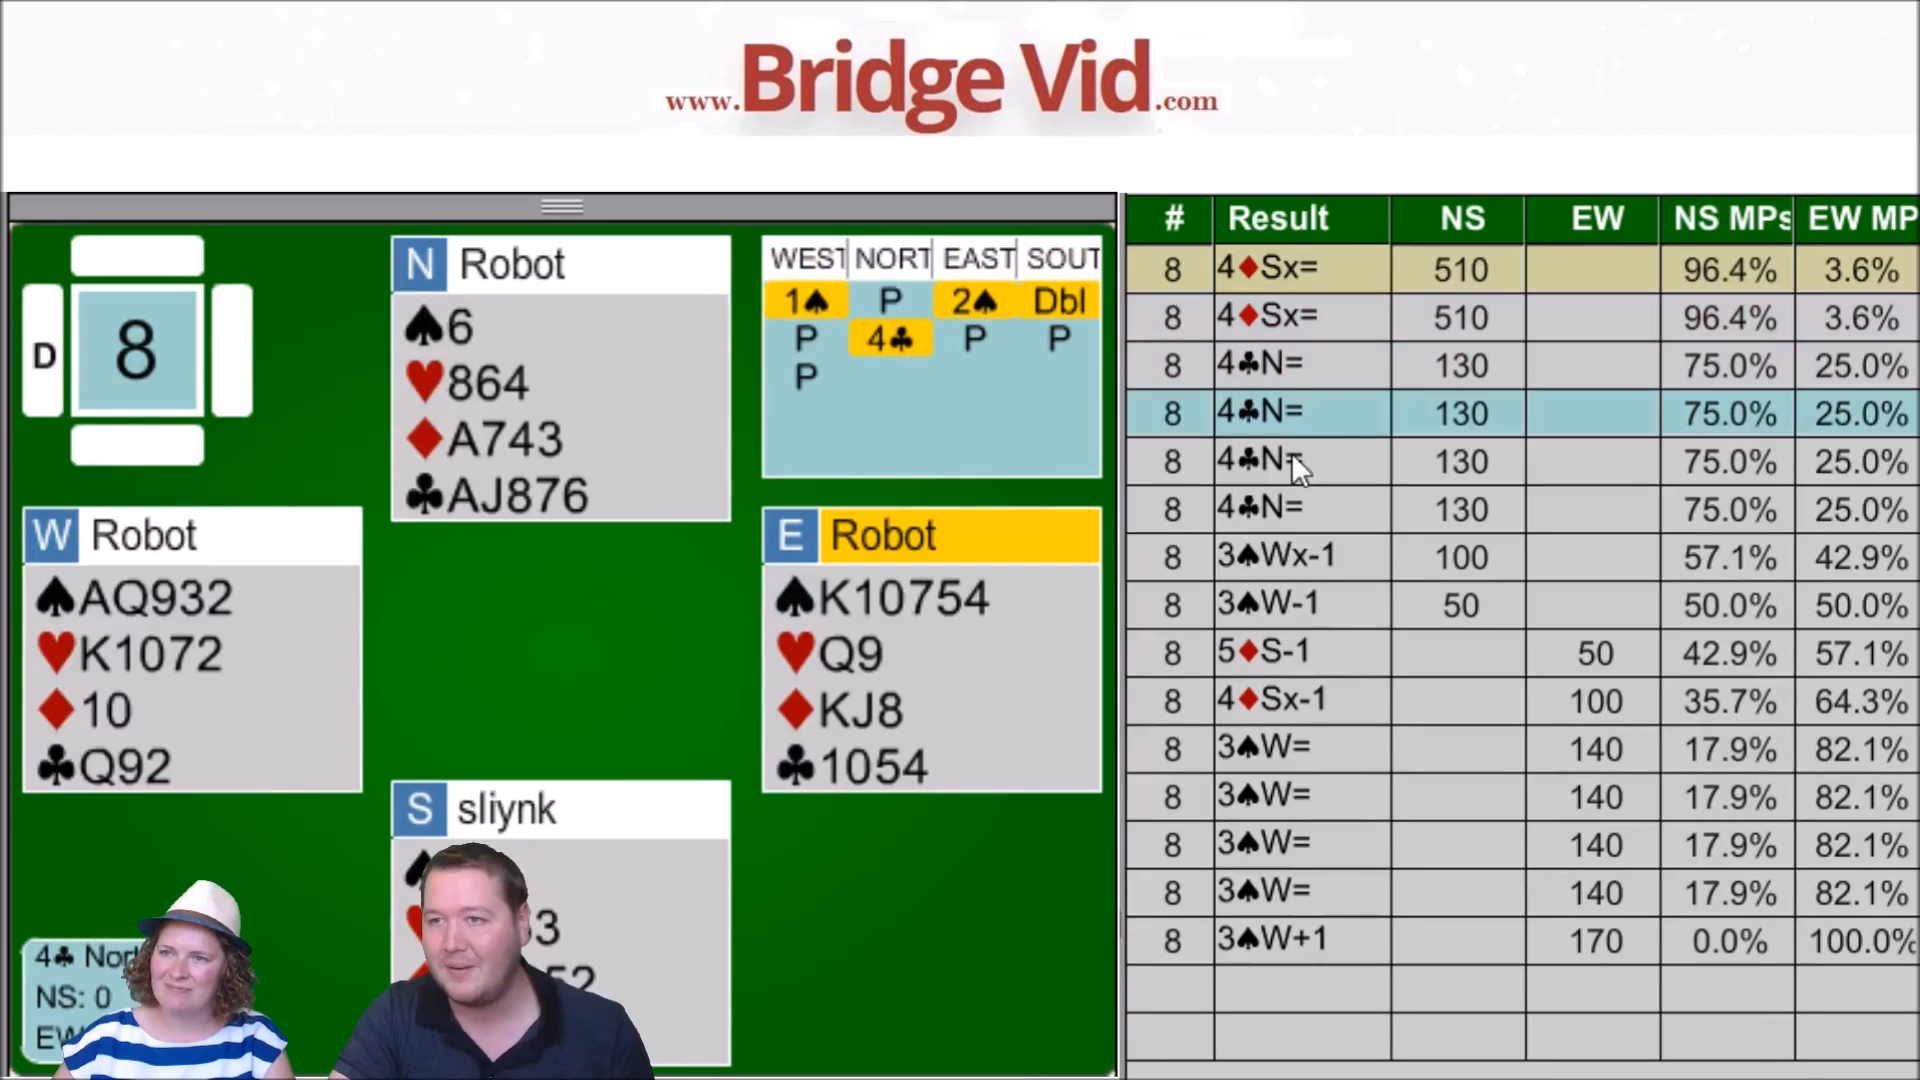 www.Bridge Vid.com
D
8
N Robot
♠6
♥864
♦A743
♣AJ876
WEST NORT EAST SOUT
1♠ P 2♠ Dbl
P 4♣ P P
P
W Robot
♠AQ932
♥K1072
♦10
♣Q92
E Robot
♠K10754
♥Q9
♦KJ8
♣1054
S sliynk
♠
♥ 3
♦ 52
4♣ Nort
NS: 0
EW
# Result NS EW NS MPs EW MP
8 4♦Sx= 510 96.4% 3.6%
8 4♦Sx= 510 96.4% 3.6%
8 4♣N= 130 75.0% 25.0%
8 4♣N= 130 75.0% 25.0%
8 4♣N= 130 75.0% 25.0%
8 4♣N= 130 75.0% 25.0%
8 3♠Wx-1 100 57.1% 42.9%
8 3♠W-1 50 50.0% 50.0%
8 5♦S-1 50 42.9% 57.1%
8 4♦Sx-1 100 35.7% 64.3%
8 3♠W= 140 17.9% 82.1%
8 3♠W= 140 17.9% 82.1%
8 3♠W= 140 17.9% 82.1%
8 3♠W= 140 17.9% 82.1%
8 3♠W+1 170 0.0% 100.0%